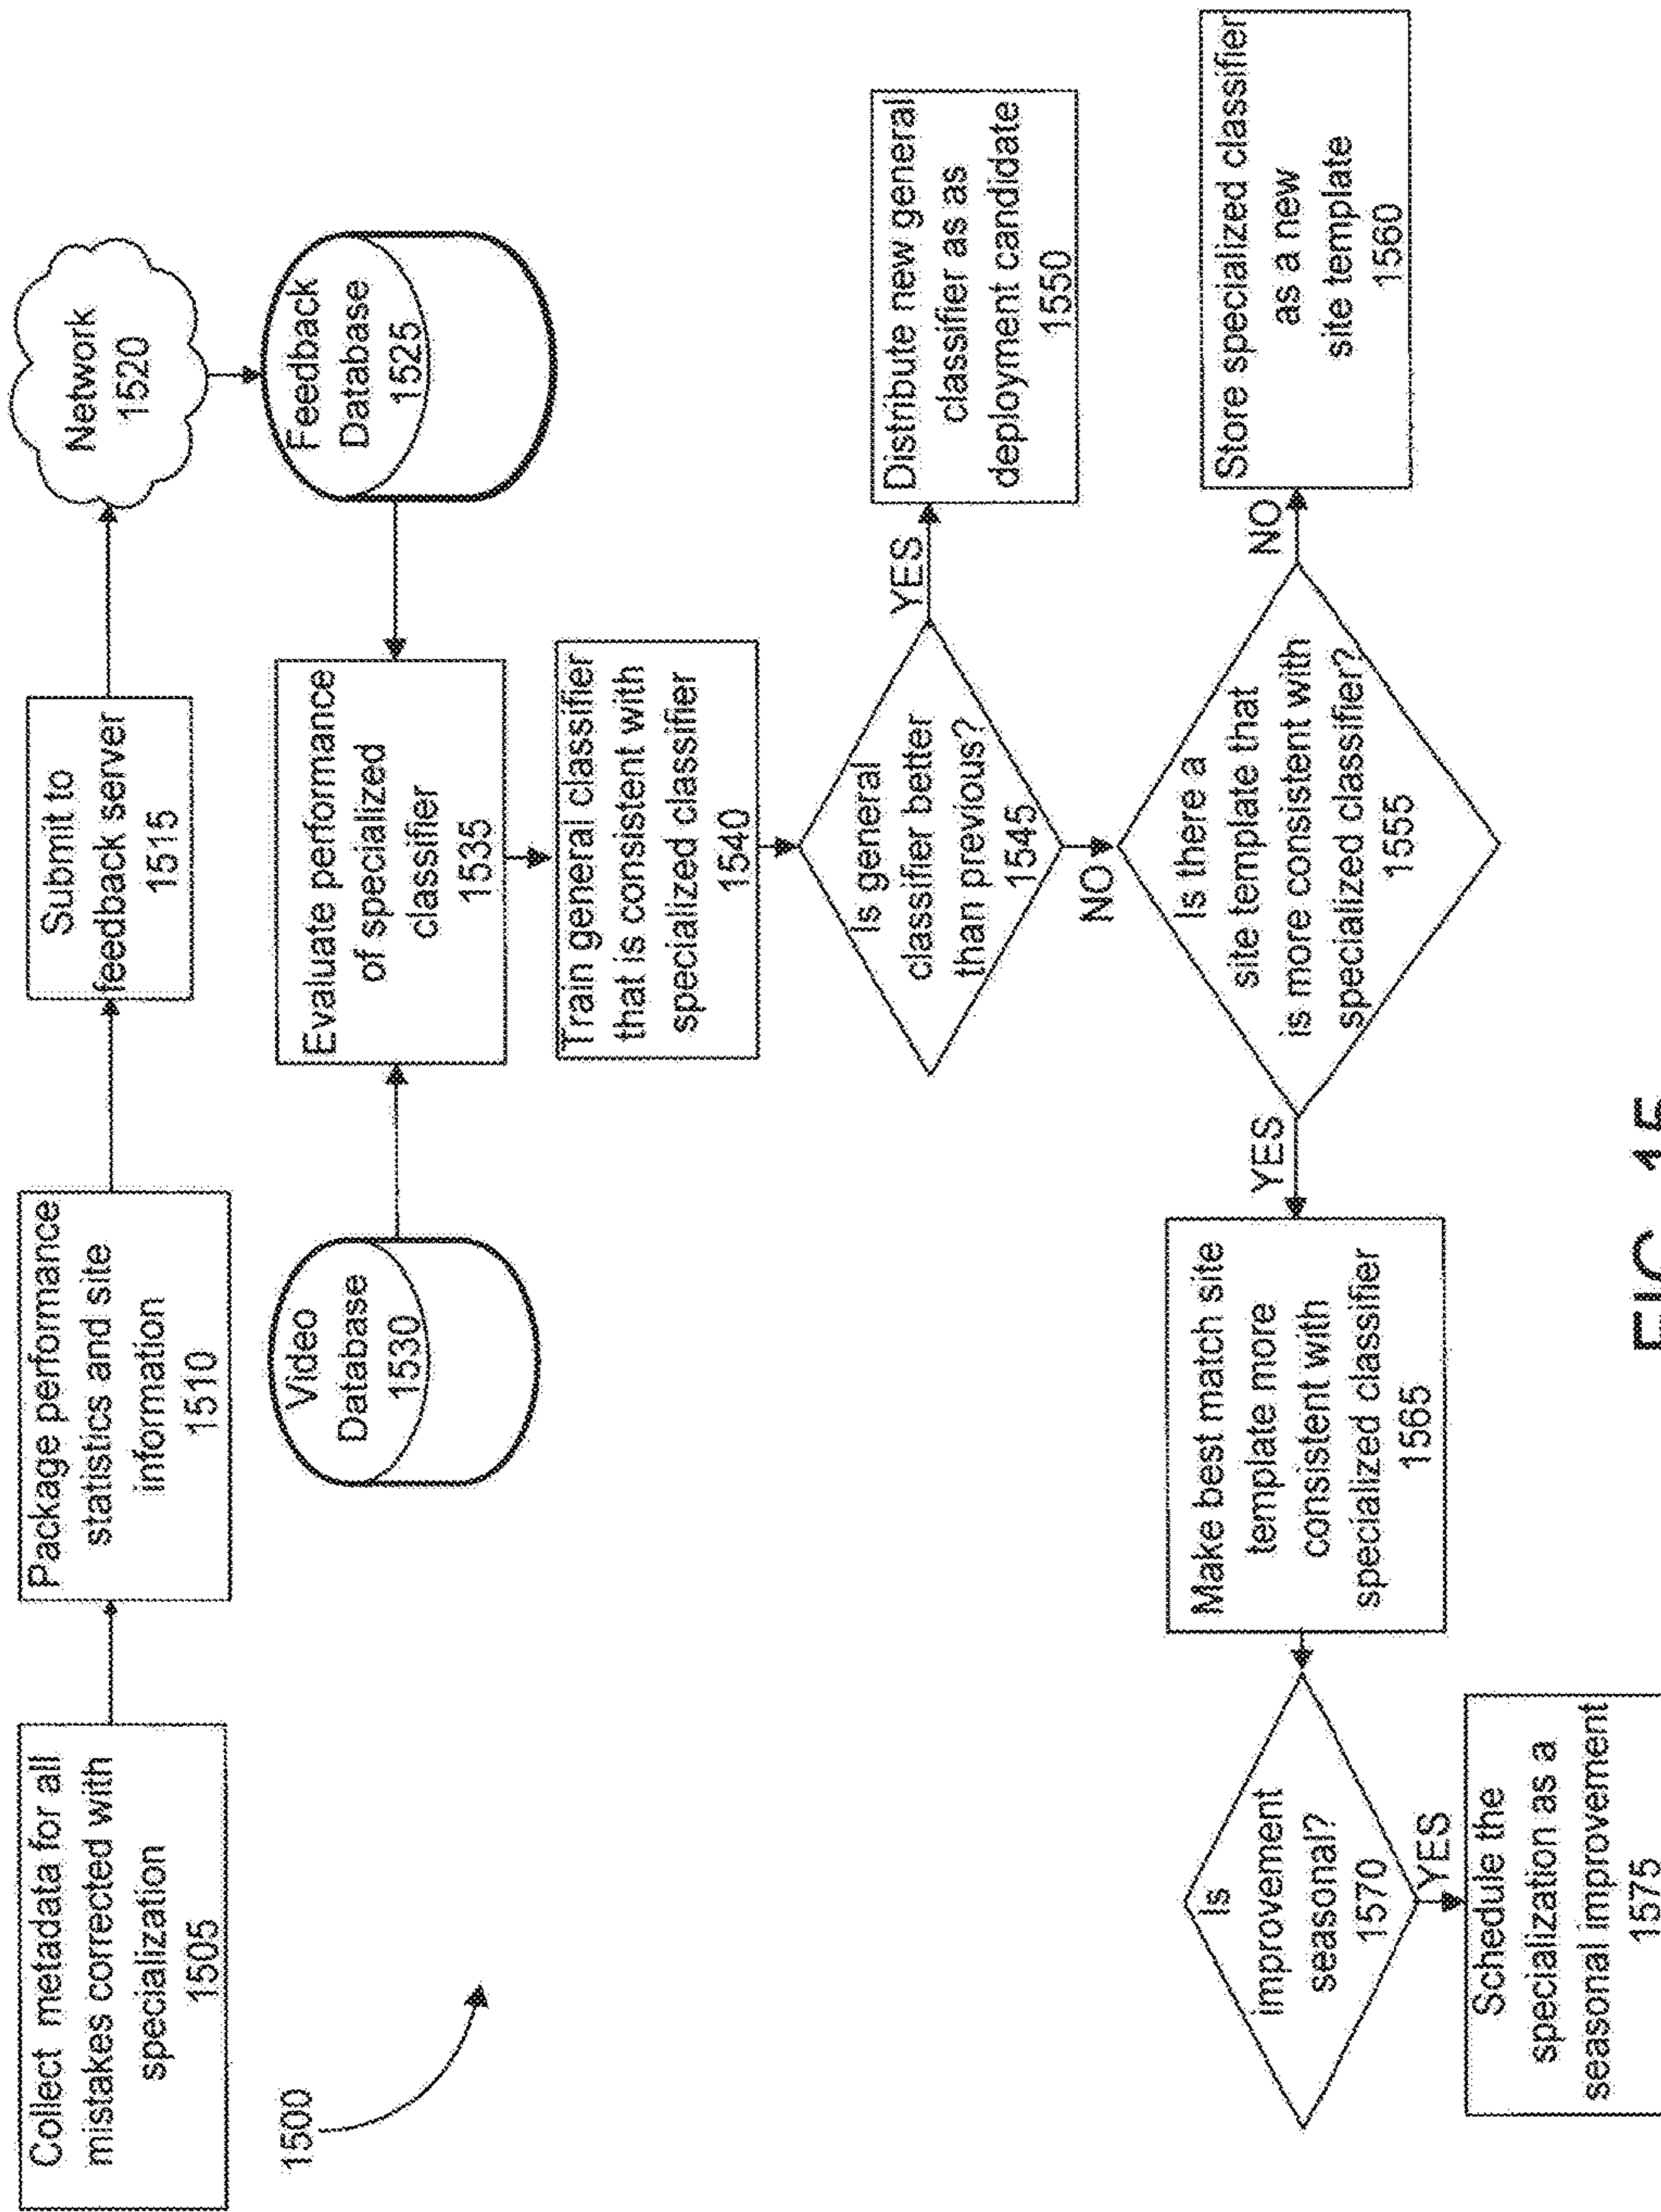 Collect metadata for all
mistakes corrected with
specialization
1505
Package performance
statistics and site
information
1510
Submit to
feedback server
1515
Network
1520
1500
Video
Database
1530
Evaluate performance
of specialized
classifier
1535
Feedback
Database
1525
Train general classifier
that is consistent with
specialized classifier
1540
Is general
classifier better
than previous?
1545
YES
Distribute new general
classifier as as
deployment candidate
1550
NO
Is there a
site template that
is more consistent with
specialized classifier?
1555
NO
Store specialized classifier
as a new
site template
1560
YES
Make best match site
template more
consistent with
specialized classifier
1565
Is
improvement
seasonal?
1570
YES
Schedule the
specialization as a
seasonal improvement
1575
FIG. 15